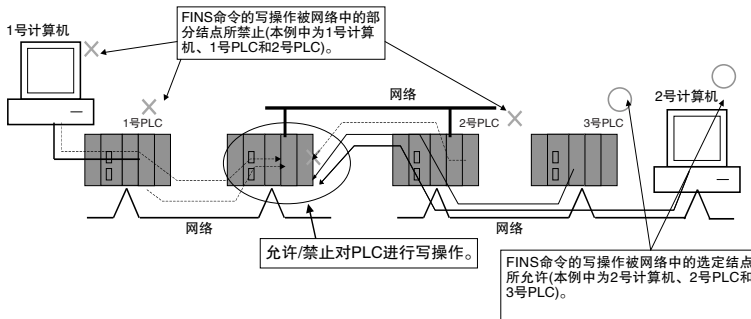 FINS命令的写操作被网络中的部
分结点所禁止(本例中为1号计算
机、1号PLC和2号PLC)。
1号计算机
网络
2号计算机
1号PLC
2号PLC
3号PLC
网络
网络
允许/禁止对PLC进行写操作。
FINS命令的写操作被网络中的选定结点
所允许(本例中为2号计算机、2号PLC和
3号PLC)。